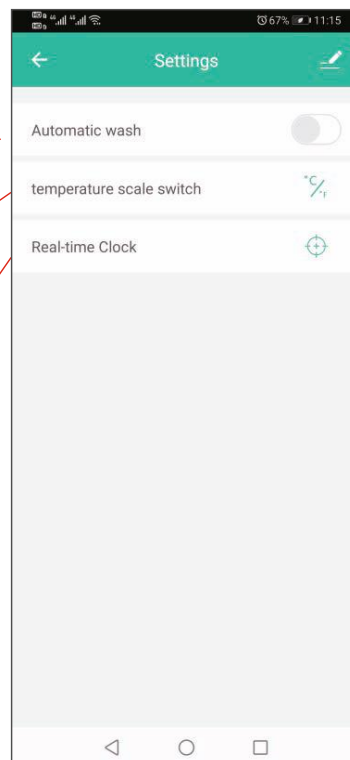 67% 11:15
Settings
Automatic wash
temperature scale switch
°C/°F
Real-time Clock